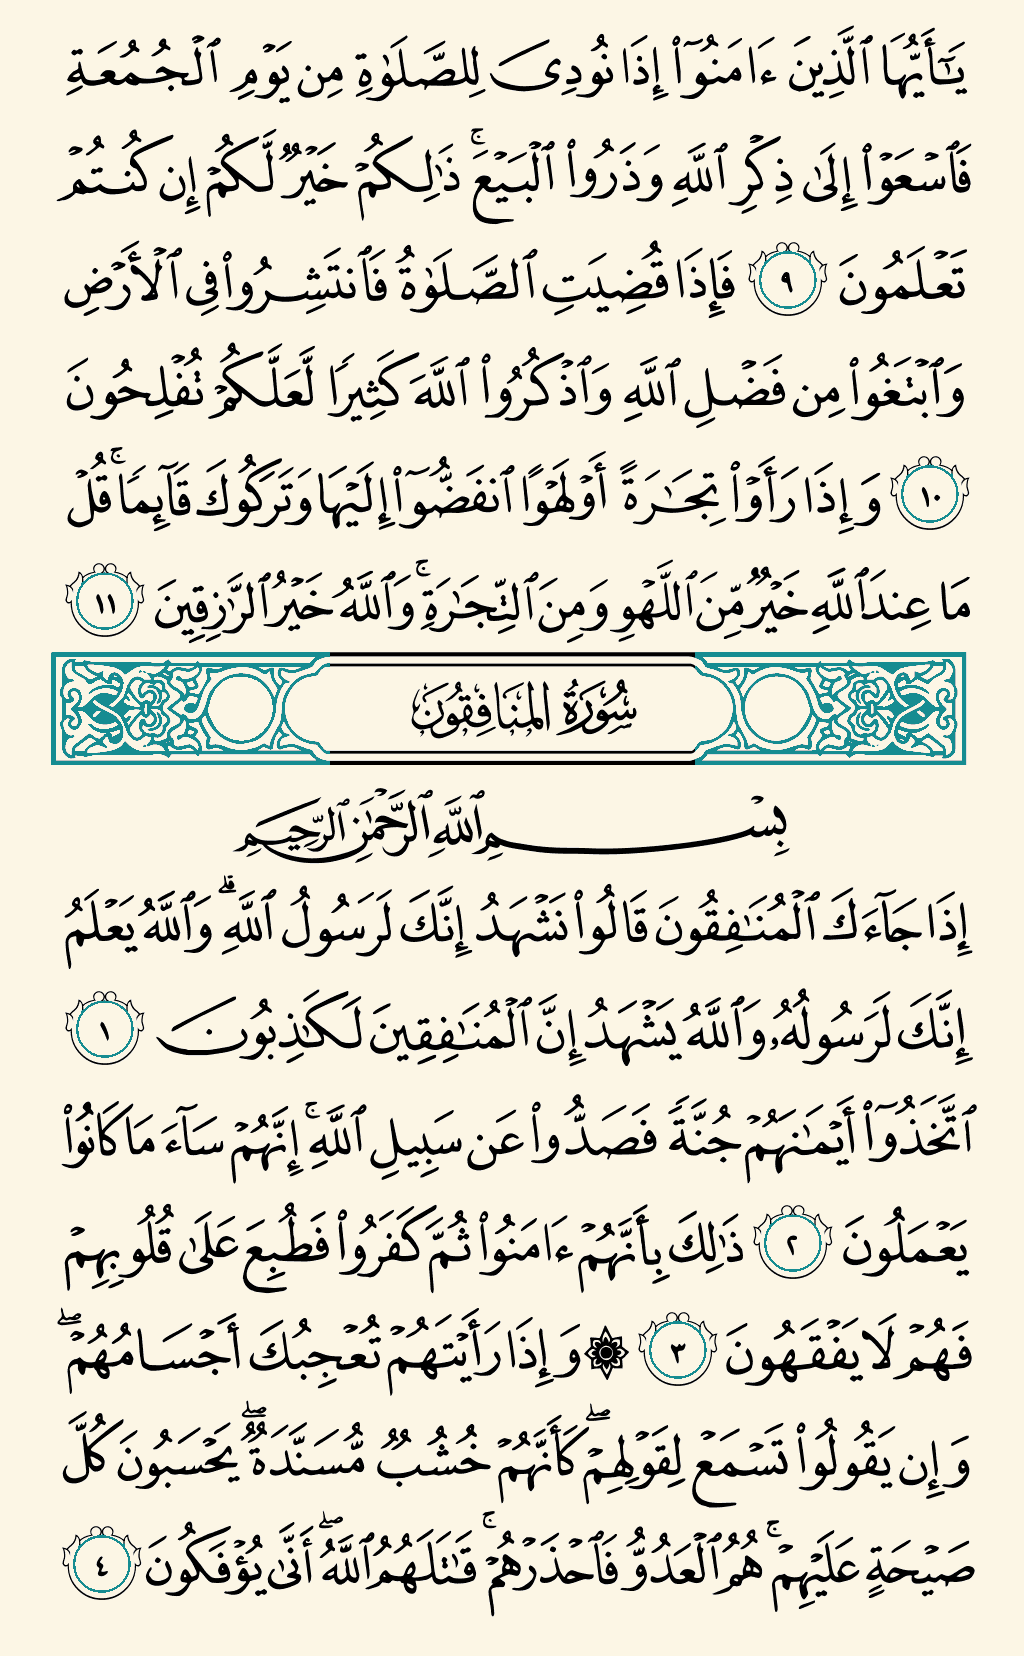 يَـٰٓأَيُّهَا ٱلَّذِينَ ءَامَنُوٓا۟ إِذَا نُودِىَ لِلصَّلَوٰةِ مِن يَوْمِ ٱلْجُمُعَةِ
فَٱسْعَوْا۟ إِلَىٰ ذِكْرِ ٱللَّهِ وَذَرُوا۟ ٱلْبَيْعَ ۚ ذَٰلِكُمْ خَيْرٌ لَّكُمْ إِن كُنتُمْ
تَعْلَمُونَ ٩ فَإِذَا قُضِيَتِ ٱلصَّلَوٰةُ فَٱنتَشِرُوا۟ فِى ٱلْأَرْضِ
وَٱبْتَغُوا۟ مِن فَضْلِ ٱللَّهِ وَٱذْكُرُوا۟ ٱللَّهَ كَثِيرًا لَّعَلَّكُمْ تُفْلِحُونَ
١٠ وَإِذَا رَأَوْا۟ تِجَـٰرَةً أَوْ لَهْوًا ٱنفَضُّوٓا۟ إِلَيْهَا وَتَرَكُوكَ قَآئِمًا ۚ قُلْ
مَا عِندَ ٱللَّهِ خَيْرٌ مِّنَ ٱللَّهْوِ وَمِنَ ٱلتِّجَـٰرَةِ ۚ وَٱللَّهُ خَيْرُ ٱلرَّٰزِقِينَ ١١
سُورَةُ المُنَافِقُونَ
بِسْمِ ٱللَّهِ ٱلرَّحْمَـٰنِ ٱلرَّحِيمِ
إِذَا جَآءَكَ ٱلْمُنَـٰفِقُونَ قَالُوا۟ نَشْهَدُ إِنَّكَ لَرَسُولُ ٱللَّهِ ۗ وَٱللَّهُ يَعْلَمُ
إِنَّكَ لَرَسُولُهُۥ وَٱللَّهُ يَشْهَدُ إِنَّ ٱلْمُنَـٰفِقِينَ لَكَـٰذِبُونَ ١
ٱتَّخَذُوٓا۟ أَيْمَـٰنَهُمْ جُنَّةً فَصَدُّوا۟ عَن سَبِيلِ ٱللَّهِ ۚ إِنَّهُمْ سَآءَ مَا كَانُوا۟
يَعْمَلُونَ ٢ ذَٰلِكَ بِأَنَّهُمْ ءَامَنُوا۟ ثُمَّ كَفَرُوا۟ فَطُبِعَ عَلَىٰ قُلُوبِهِمْ
فَهُمْ لَا يَفْقَهُونَ ٣ ۞ وَإِذَا رَأَيْتَهُمْ تُعْجِبُكَ أَجْسَامُهُمْ ۖ
وَإِن يَقُولُوا۟ تَسْمَعْ لِقَوْلِهِمْ ۖ كَأَنَّهُمْ خُشُبٌ مُّسَنَّدَةٌ ۖ يَحْسَبُونَ كُلَّ
صَيْحَةٍ عَلَيْهِمْ ۚ هُمُ ٱلْعَدُوُّ فَٱحْذَرْهُمْ ۚ قَـٰتَلَهُمُ ٱللَّهُ ۖ أَنَّىٰ يُؤْفَكُونَ ٤